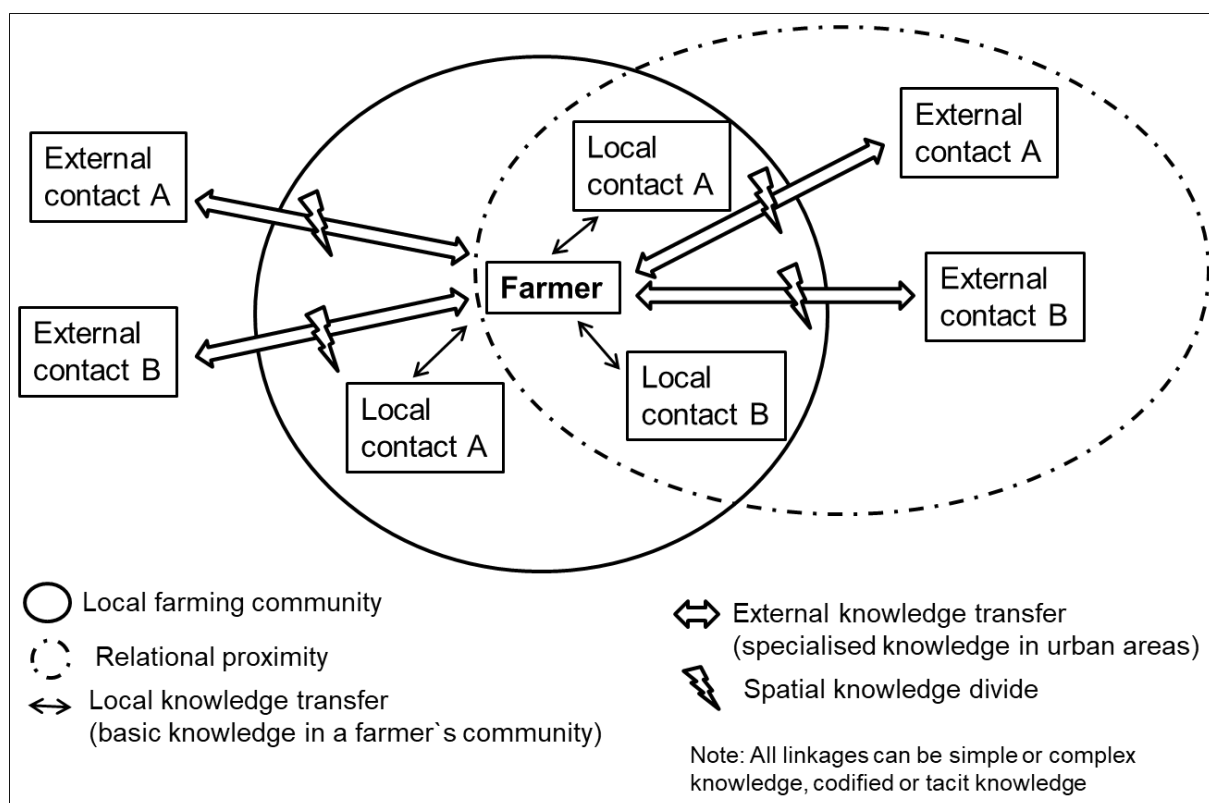 External
contact A
Local
contact A
External
contact A
Farmer
External
contact B
External
contact B
Local
contact A
Local
contact B
Local farming community
Relational proximity
Local knowledge transfer
(basic knowledge in a farmer`s community)
External knowledge transfer
(specialised knowledge in urban areas)
Spatial knowledge divide
Note: All linkages can be simple or complex
knowledge, codified or tacit knowledge